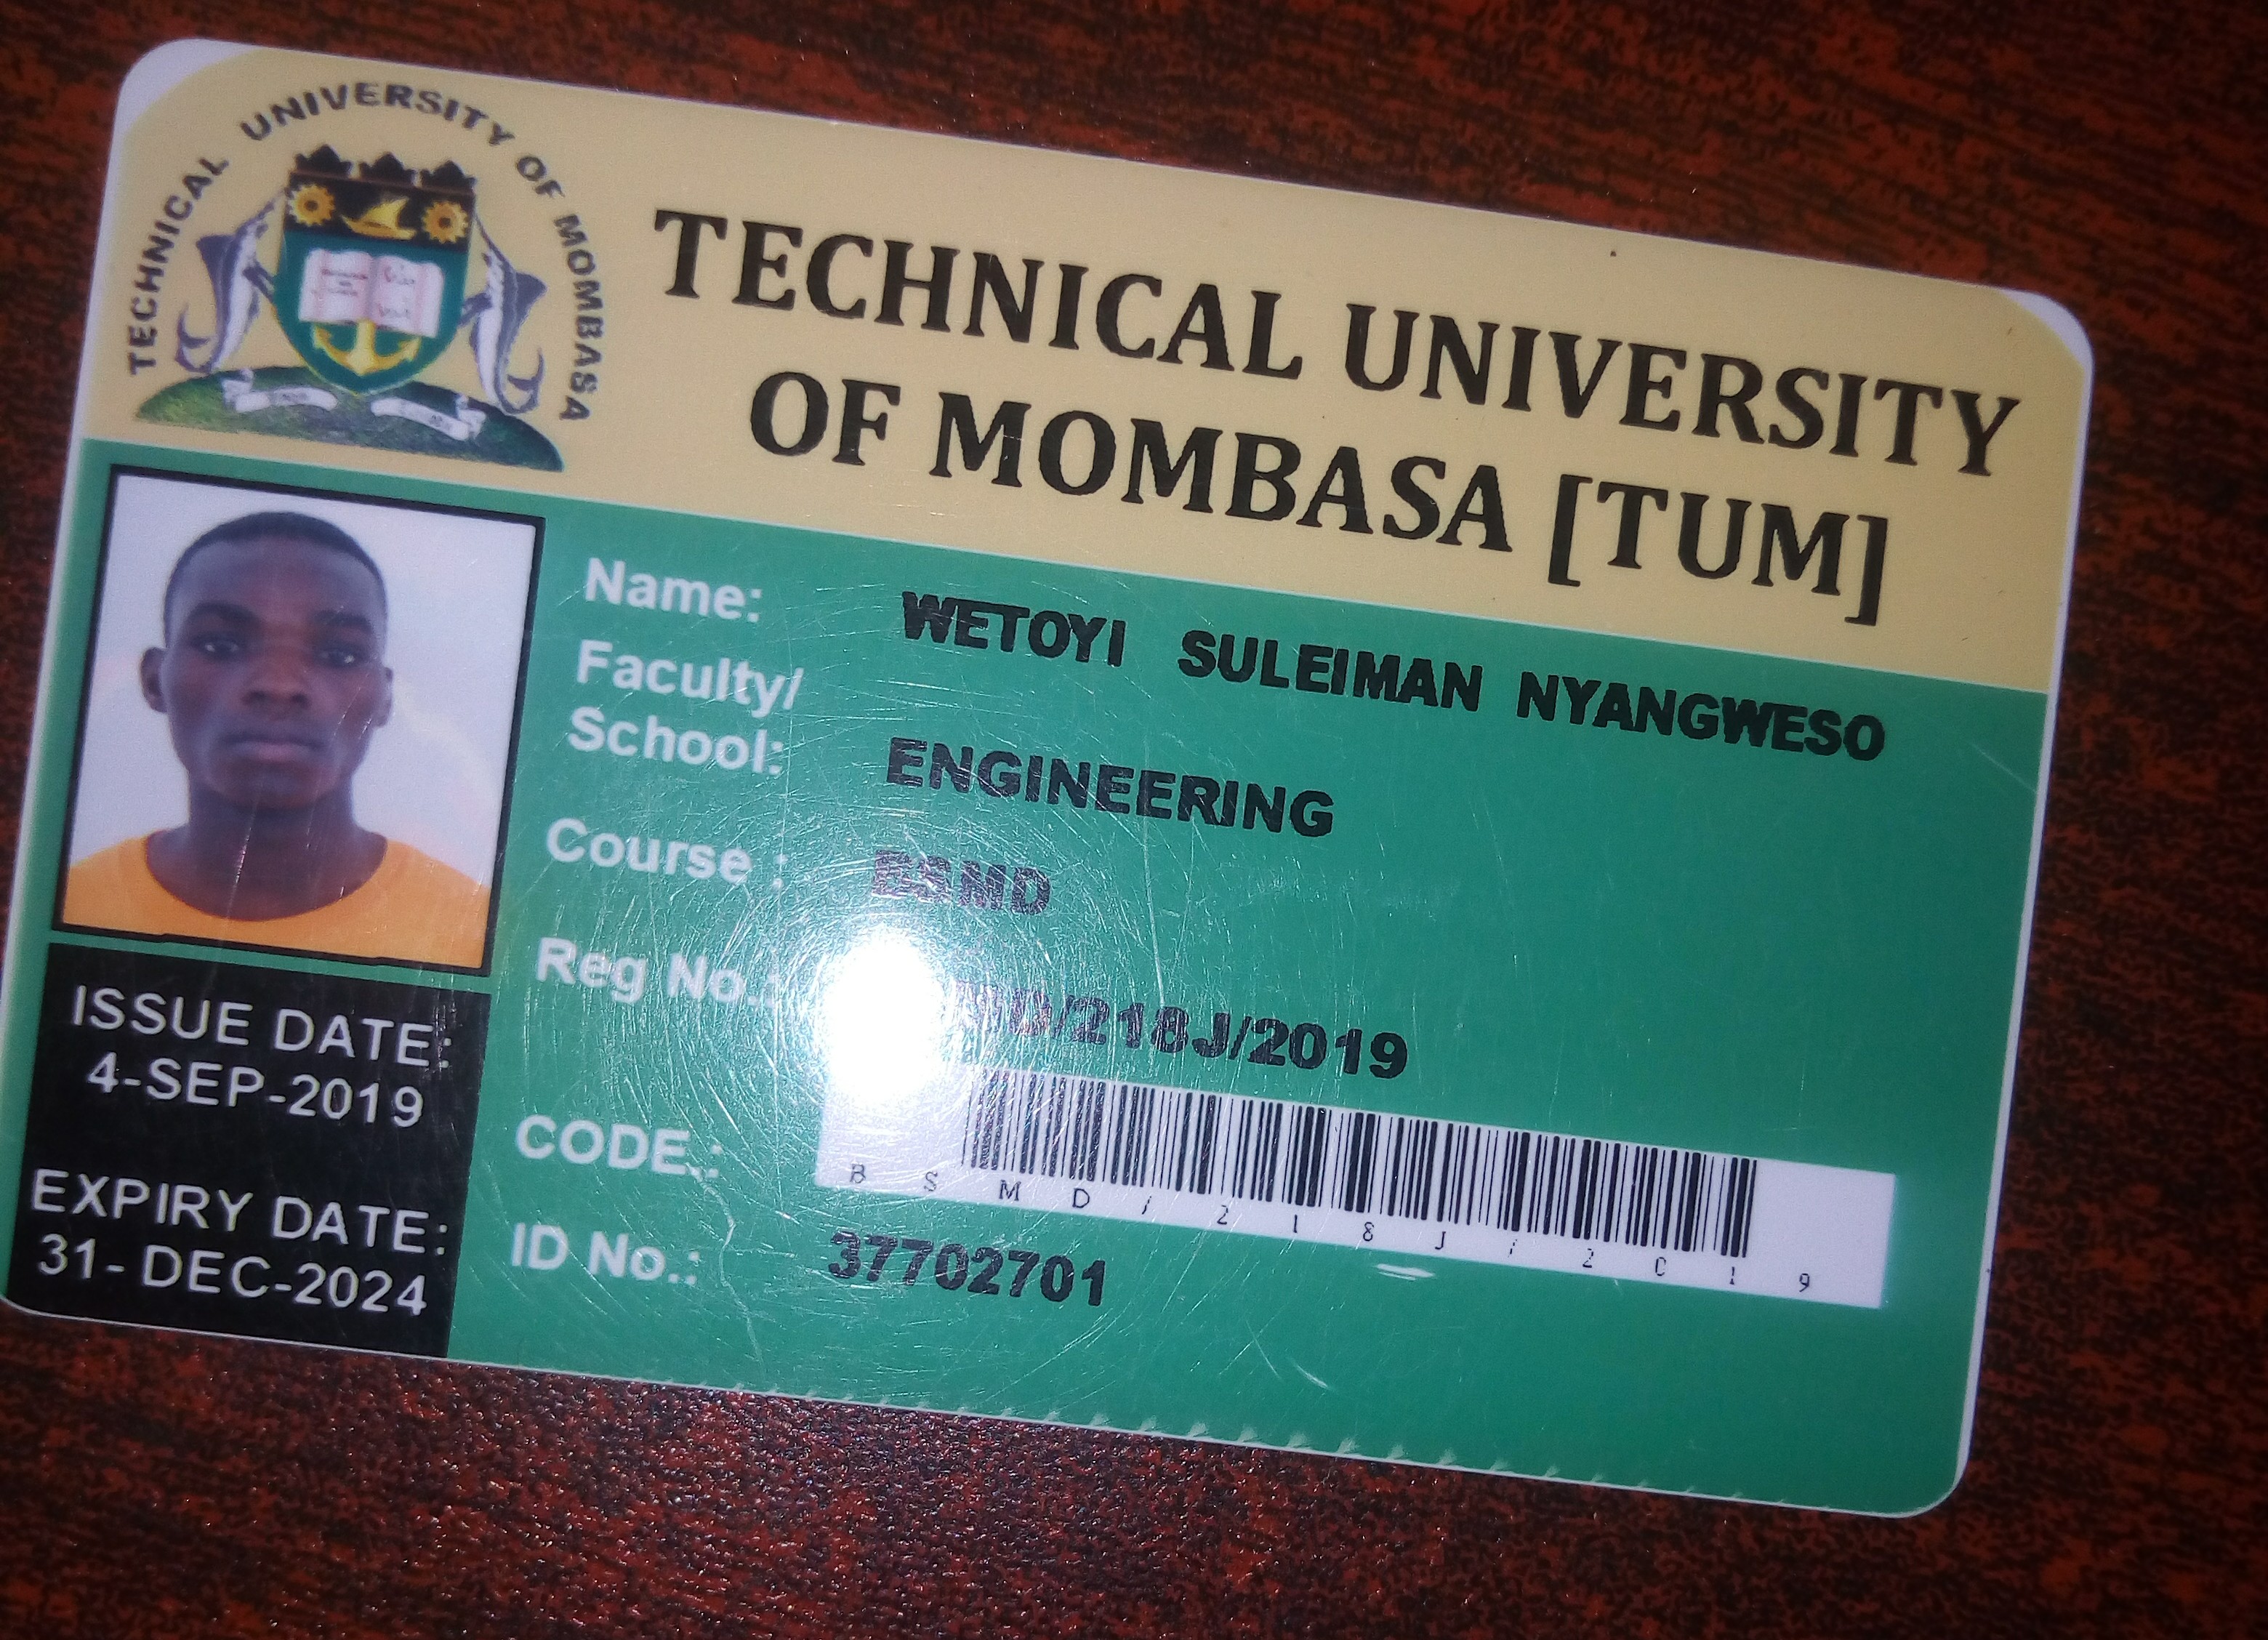 TECHNICAL UNIVERSITY OF MOMBASA
TECHNICAL UNIVERSITY
OF MOMBASA [TUM]
Name: WETOYI SULEIMAN NYANGWESO
Faculty/
School: ENGINEERING
Course : BSMD
Reg No.: D/218J/2019
CODE.:
B S M D / 2 1 8 J / 2 0 1 9
ID No.: 37702701
ISSUE DATE:
4-SEP-2019
EXPIRY DATE:
31- DEC-2024